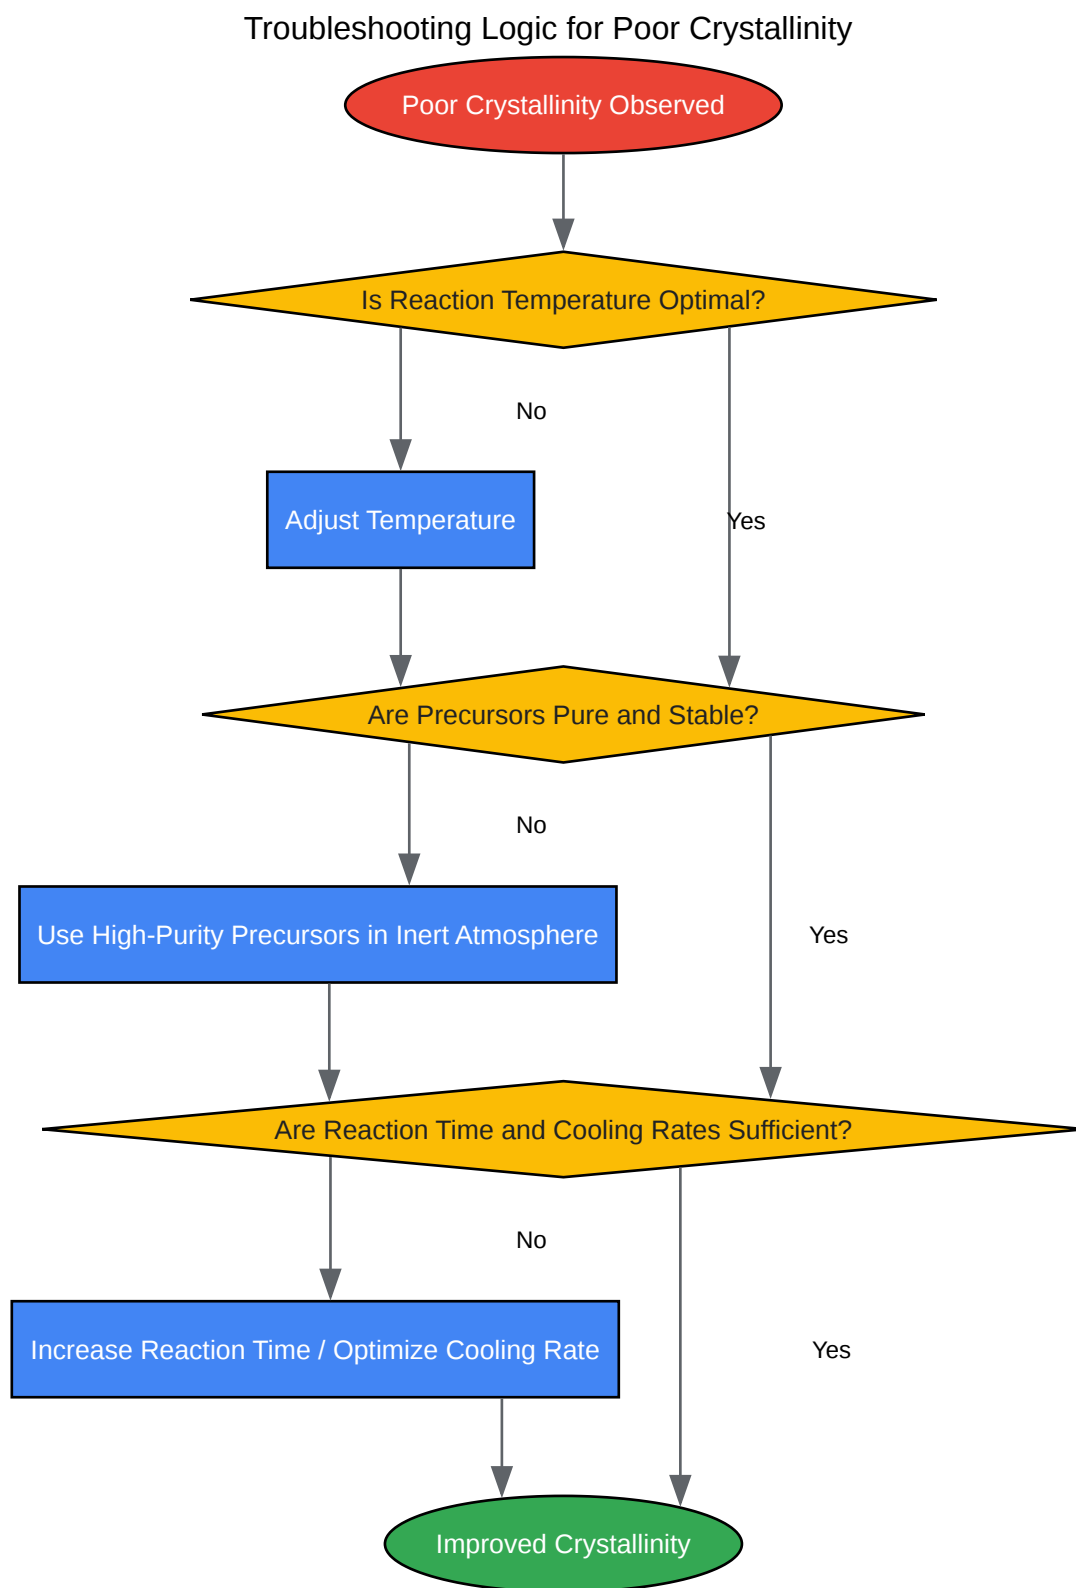 Troubleshooting Logic for Poor Crystallinity
Poor Crystallinity Observed
Is Reaction Temperature Optimal?
No
Adjust Temperature
Yes
Are Precursors Pure and Stable?
No
Use High-Purity Precursors in Inert Atmosphere
Yes
Are Reaction Time and Cooling Rates Sufficient?
No
Increase Reaction Time / Optimize Cooling Rate
Yes
Improved Crystallinity